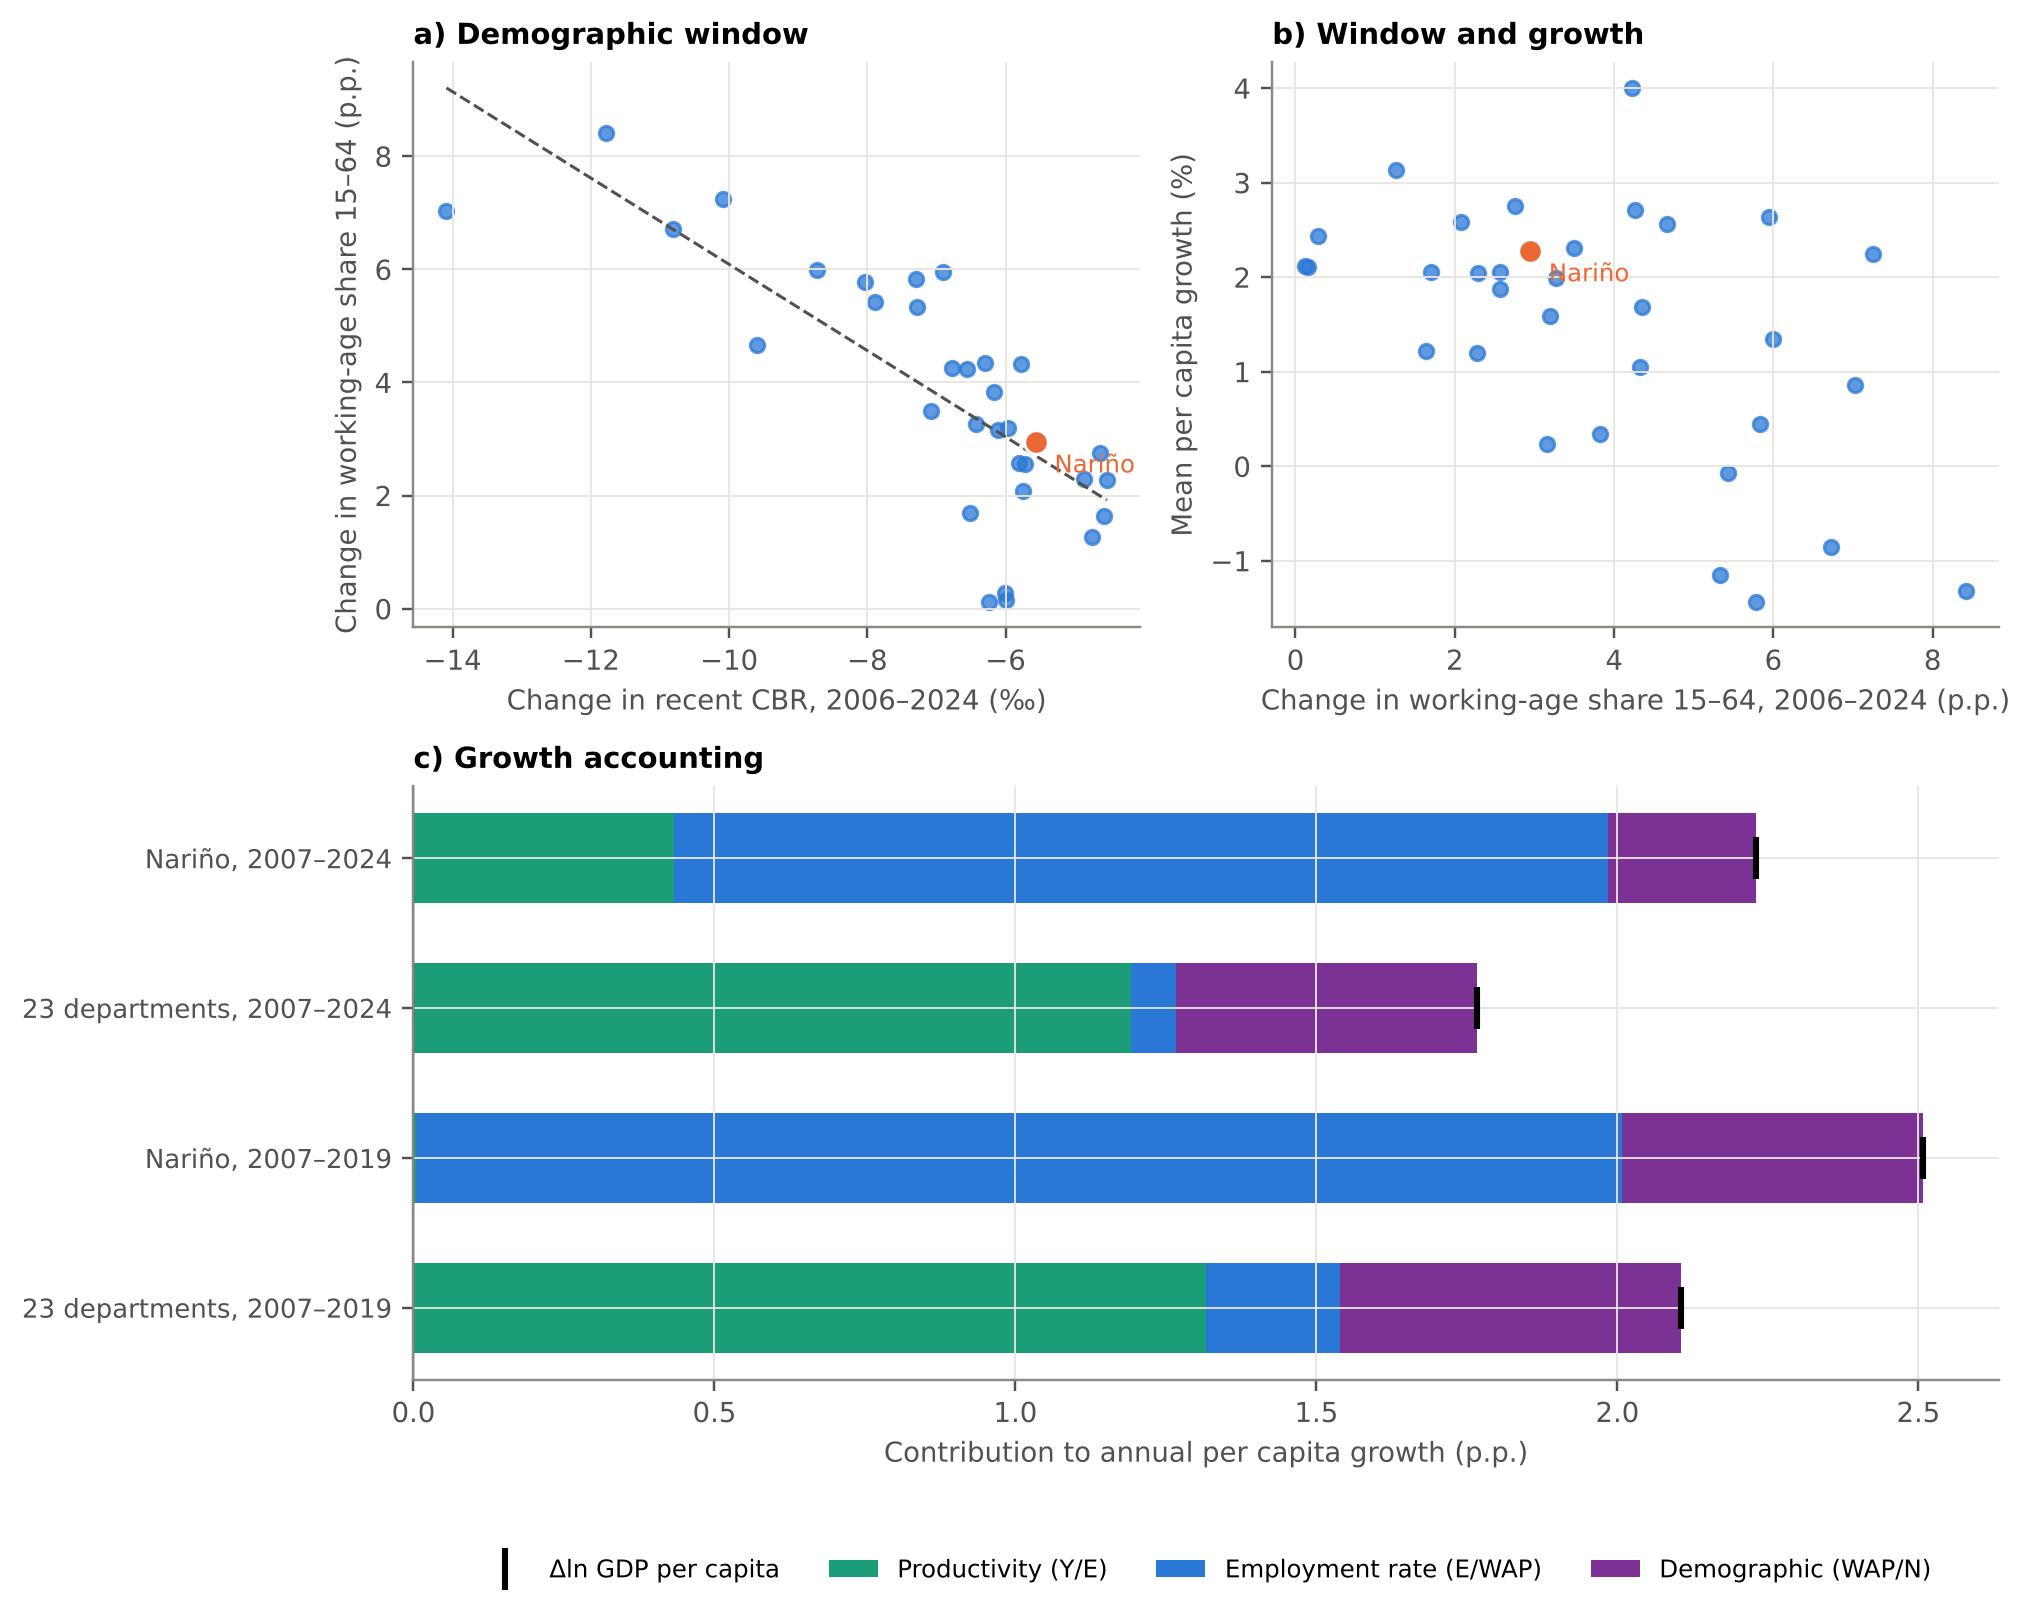 a) Demographic window
Change in working-age share 15–64 (p.p.)
8
6
4
2
0
Nariño
−14
−12
−10
−8
−6
Change in recent CBR, 2006–2024 (‰)
b) Window and growth
Mean per capita growth (%)
4
3
2
1
0
−1
Nariño
0
2
4
6
8
Change in working-age share 15–64, 2006–2024 (p.p.)
c) Growth accounting
Nariño, 2007–2024
23 departments, 2007–2024
Nariño, 2007–2019
23 departments, 2007–2019
0.0
0.5
1.0
1.5
2.0
2.5
Contribution to annual per capita growth (p.p.)
Δln GDP per capita
Productivity (Y/E)
Employment rate (E/WAP)
Demographic (WAP/N)